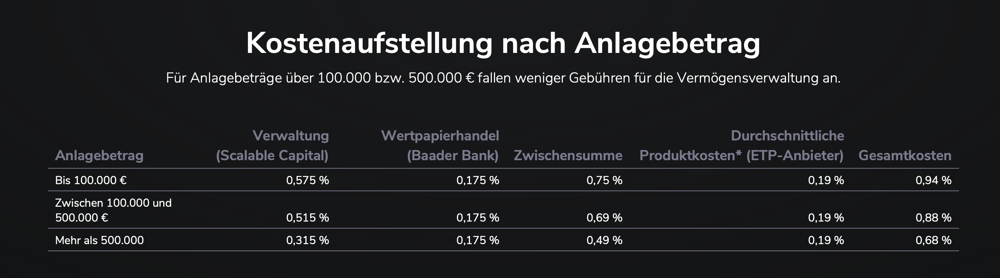 Kostenaufstellung nach Anlagebetrag
Für Anlagebeträge über 100.000 bzw. 500.000 € fallen weniger Gebühren für die Vermögensverwaltung an.
Verwaltung Wertpapierhandel Durchschnittliche
Anlagebetrag (Scalable Capital) (Baader Bank) Zwischensumme Produktkosten* (ETP-Anbieter) Gesamtkosten
Bis 100.000 € 0,575 % 0,175 % 0,75 % 0,19 % 0,94 %
Zwischen 100.000 und
500.000 € 0,515 % 0,175 % 0,69 % 0,19 % 0,88 %
Mehr als 500.000 0,315 % 0,175 % 0,49 % 0,19 % 0,68 %